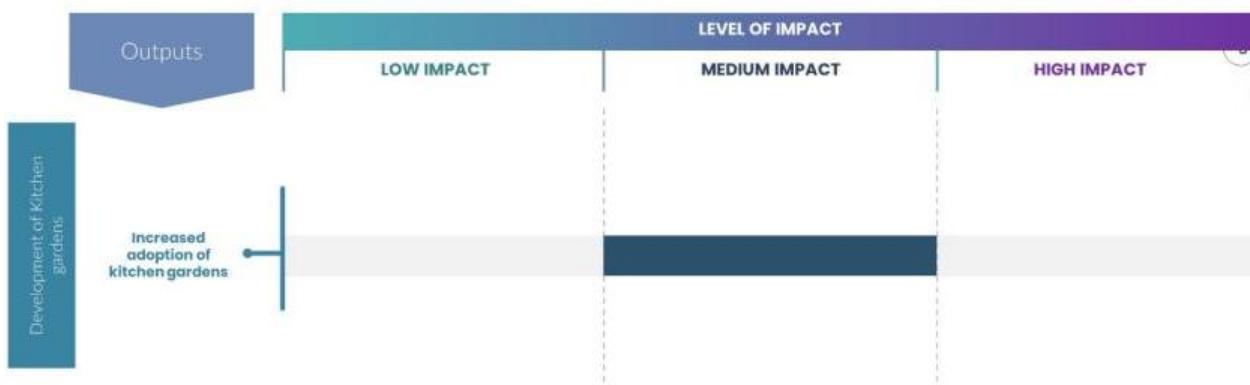 Outputs
LEVEL OF IMPACT
LOW IMPACT
MEDIUM IMPACT
HIGH IMPACT
Development of Kitchen
gardens
Increased
adoption of
kitchen gardens